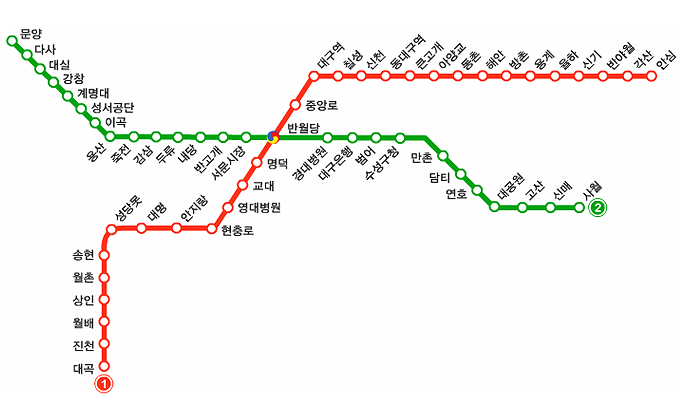 문양
다사
대실
강창
계명대
성서공단
이곡
용산
죽전
감삼
두류
내당
반고개
서문시장
반월당
경대병원
대구은행
범어
수성구청
만촌
담티
연호
대공원
고산
신매
사월
2
대구역
칠성
신천
동대구역
큰고개
아양교
동촌
해안
방촌
용계
율하
신기
반야월
각산
안심
중앙로
명덕
교대
영대병원
현충로
안지랑
대명
성당못
송현
월촌
상인
월배
진천
대곡
1